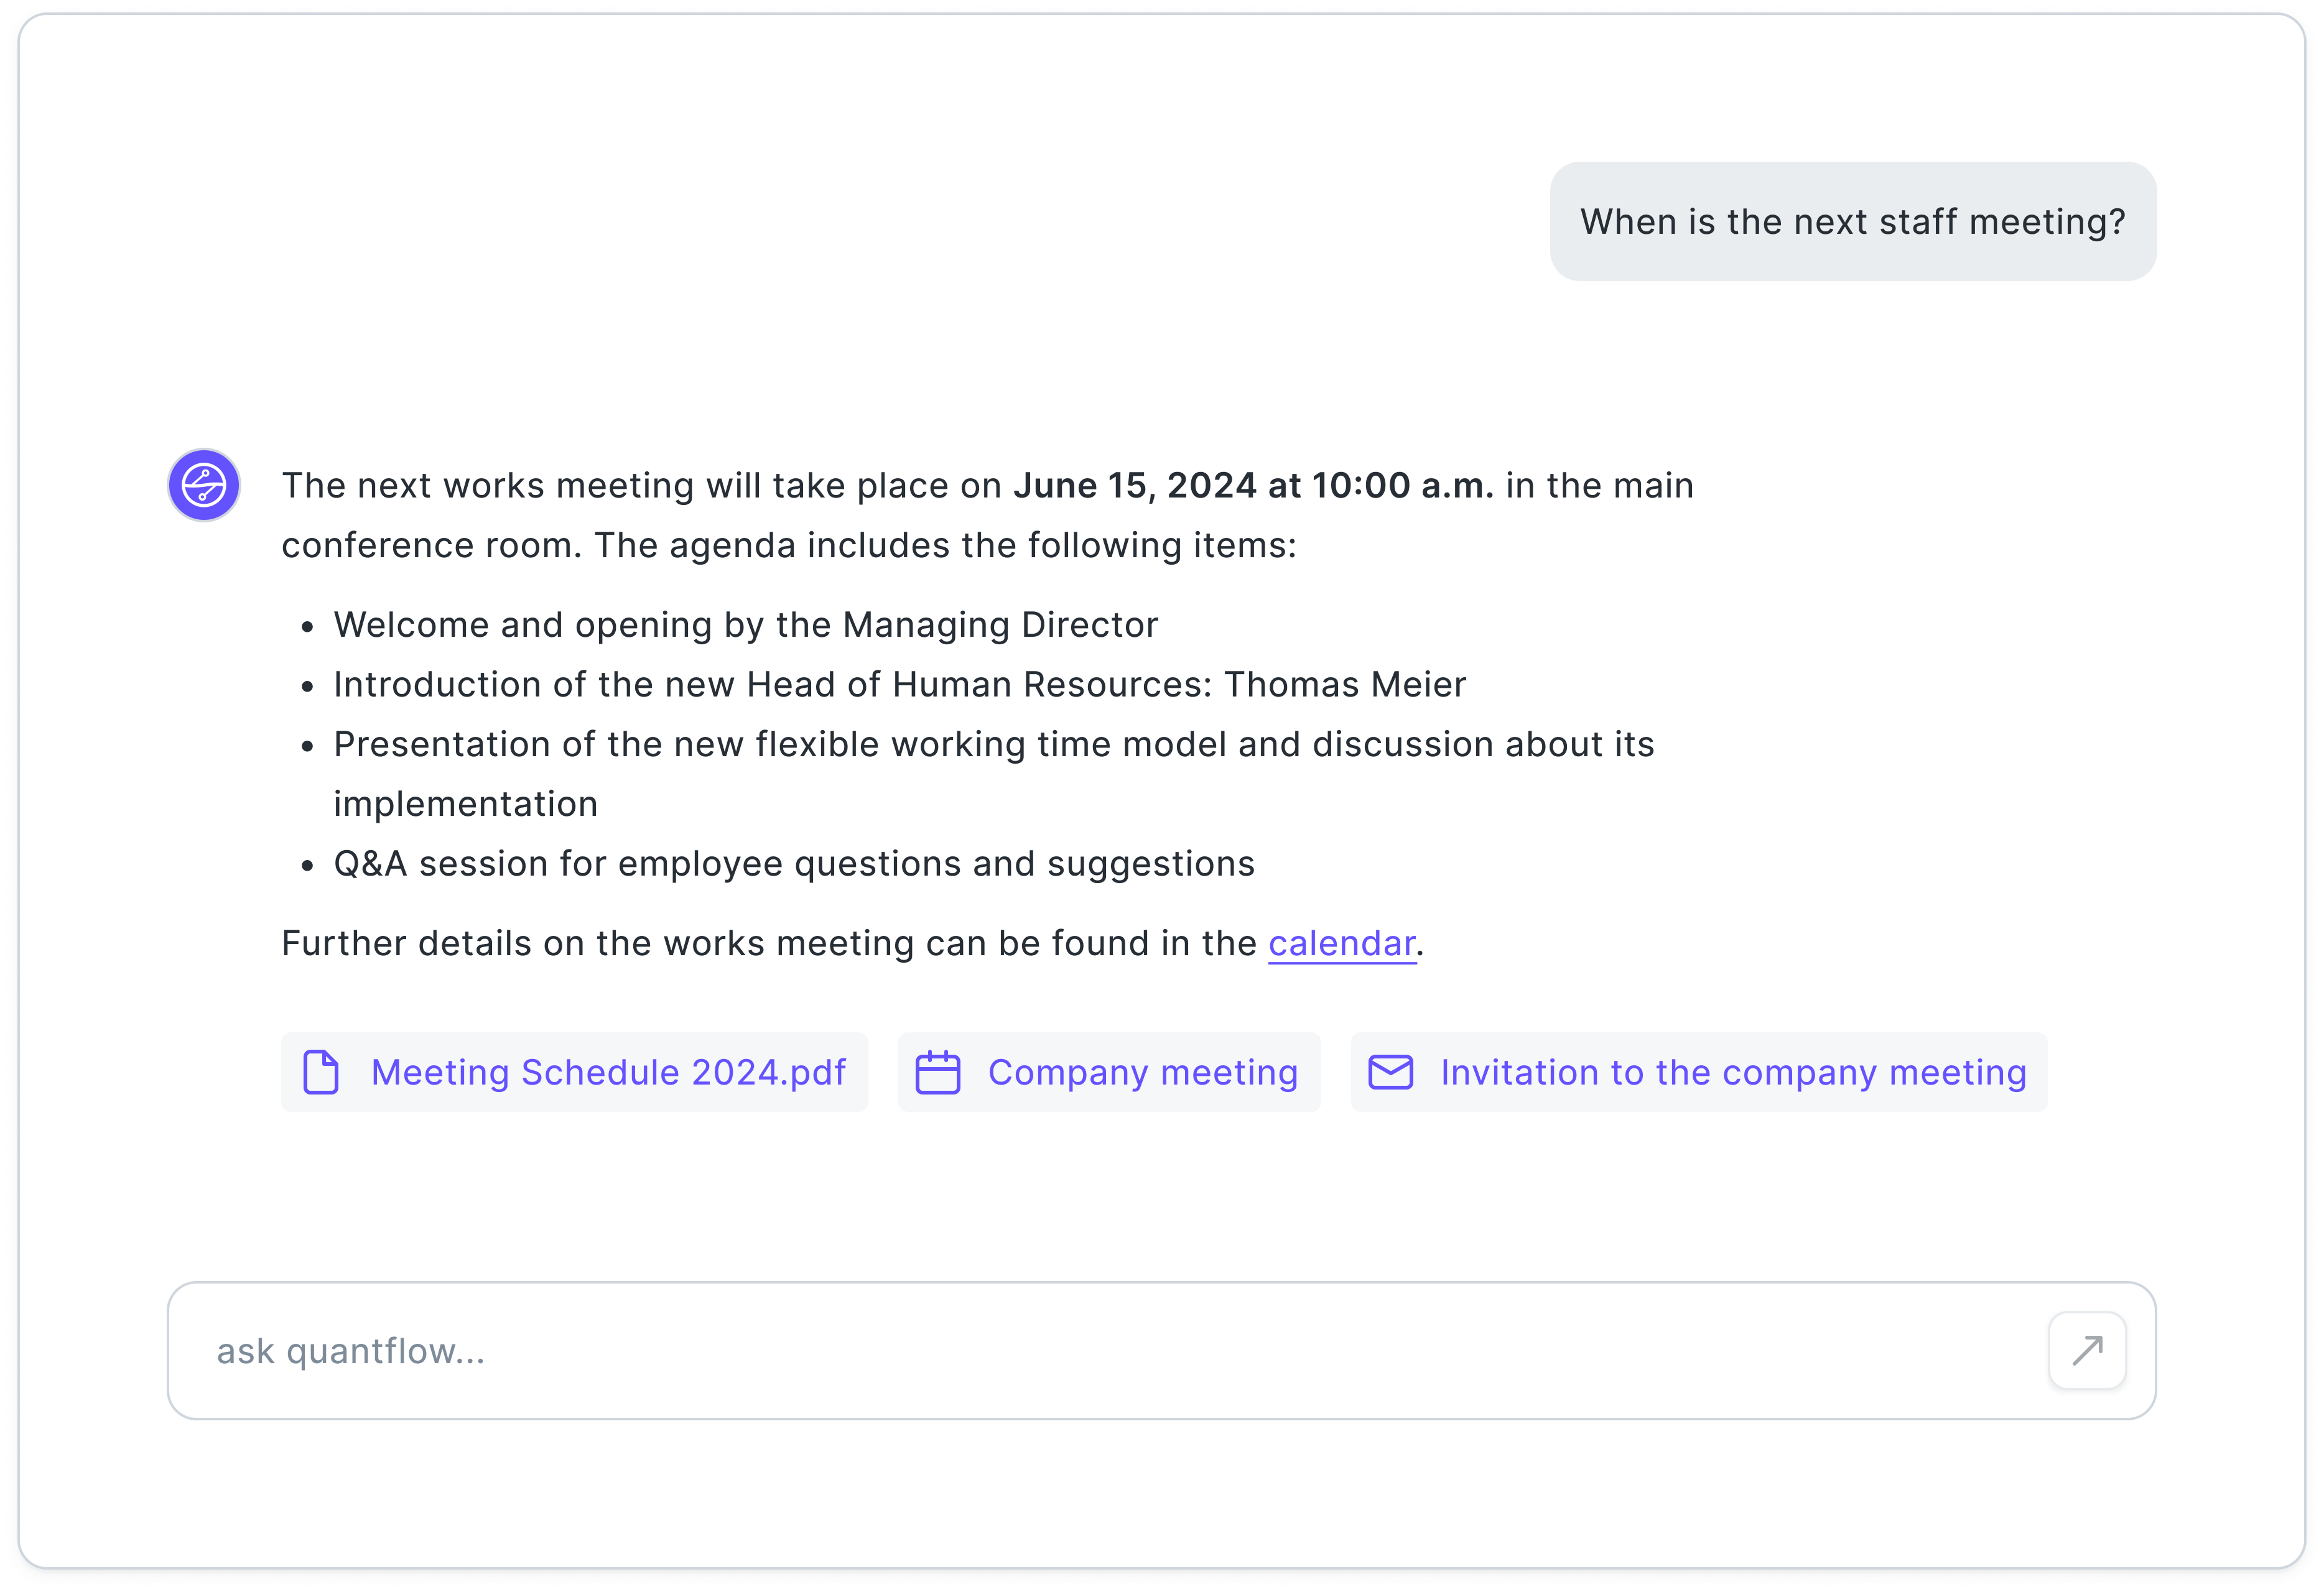 When is the next staff meeting?
The next works meeting will take place on June 15, 2024 at 10:00 a.m. in the main
conference room. The agenda includes the following items:
• Welcome and opening by the Managing Director
• Introduction of the new Head of Human Resources: Thomas Meier
• Presentation of the new flexible working time model and discussion about its
implementation
• Q&A session for employee questions and suggestions
Further details on the works meeting can be found in the calendar.
Meeting Schedule 2024.pdf
Company meeting
Invitation to the company meeting
ask quantflow...